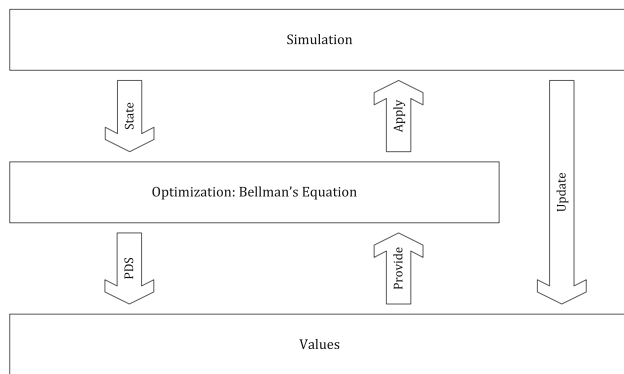 Simulation
State
Apply
Update
Optimization: Bellman’s Equation
PDS
Provide
Values